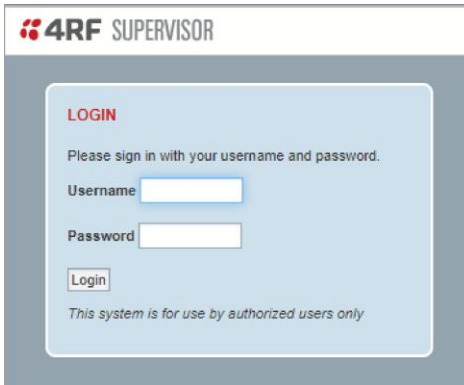 4RF SUPERVISOR
LOGIN
Please sign in with your username and password.
Username
Password
Login
This system is for use by authorized users only